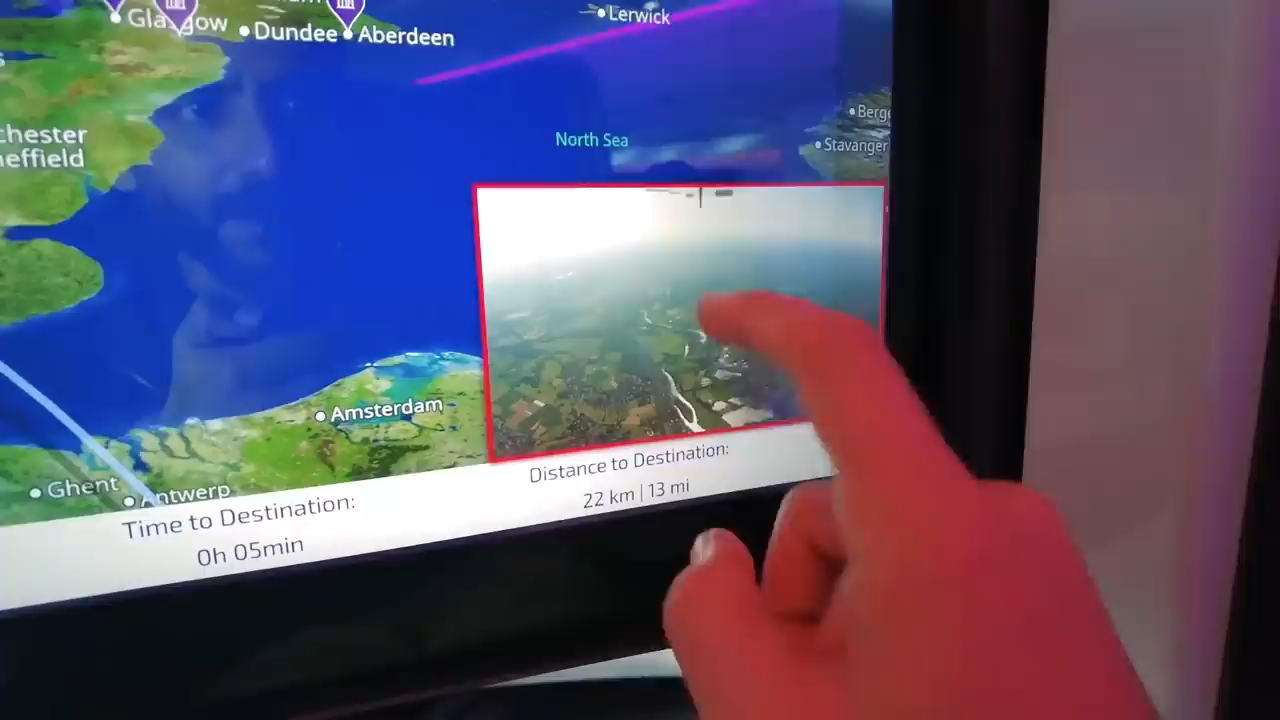 Lerwick
Glasgow
Dundee
Aberdeen
Berge
Stavanger
chester
heffield
North Sea
Amsterdam
Ghent
Antwerp
Distance to Destination:
22 km | 13 mi
Time to Destination:
0h 05min